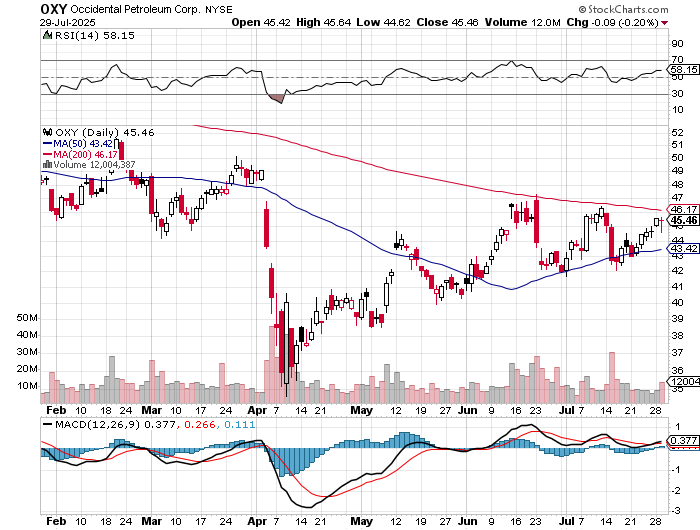 OXY Occidental Petroleum Corp. NYSE © StockCharts.com
29-Jul-2025 Open 45.42 High 45.64 Low 44.62 Close 45.46 Volume 12.0M Chg -0.09 (-0.20%)
RSI(14) 58.15
90
70
58.15
50
30
10
OXY (Daily) 45.46
MA(50) 43.42
MA(200) 46.17
Volume 12,004,387
52
51
50
49
48
47
46.17
45.46
44
43.42
43
42
41
40
39
38
37
36
35
50M
40M
30M
20M
10M
12004
Feb 10 18 24 Mar 10 17 24 Apr 7 14 21 May 12 19 27 Jun 9 16 23 Jul 7 14 21 28
MACD(12,26,9) 0.377, 0.266, 0.111
1
0.377
0
-1
-2
-3
Feb 10 18 24 Mar 10 17 24 Apr 7 14 21 May 12 19 27 Jun 9 16 23 Jul 7 14 21 28